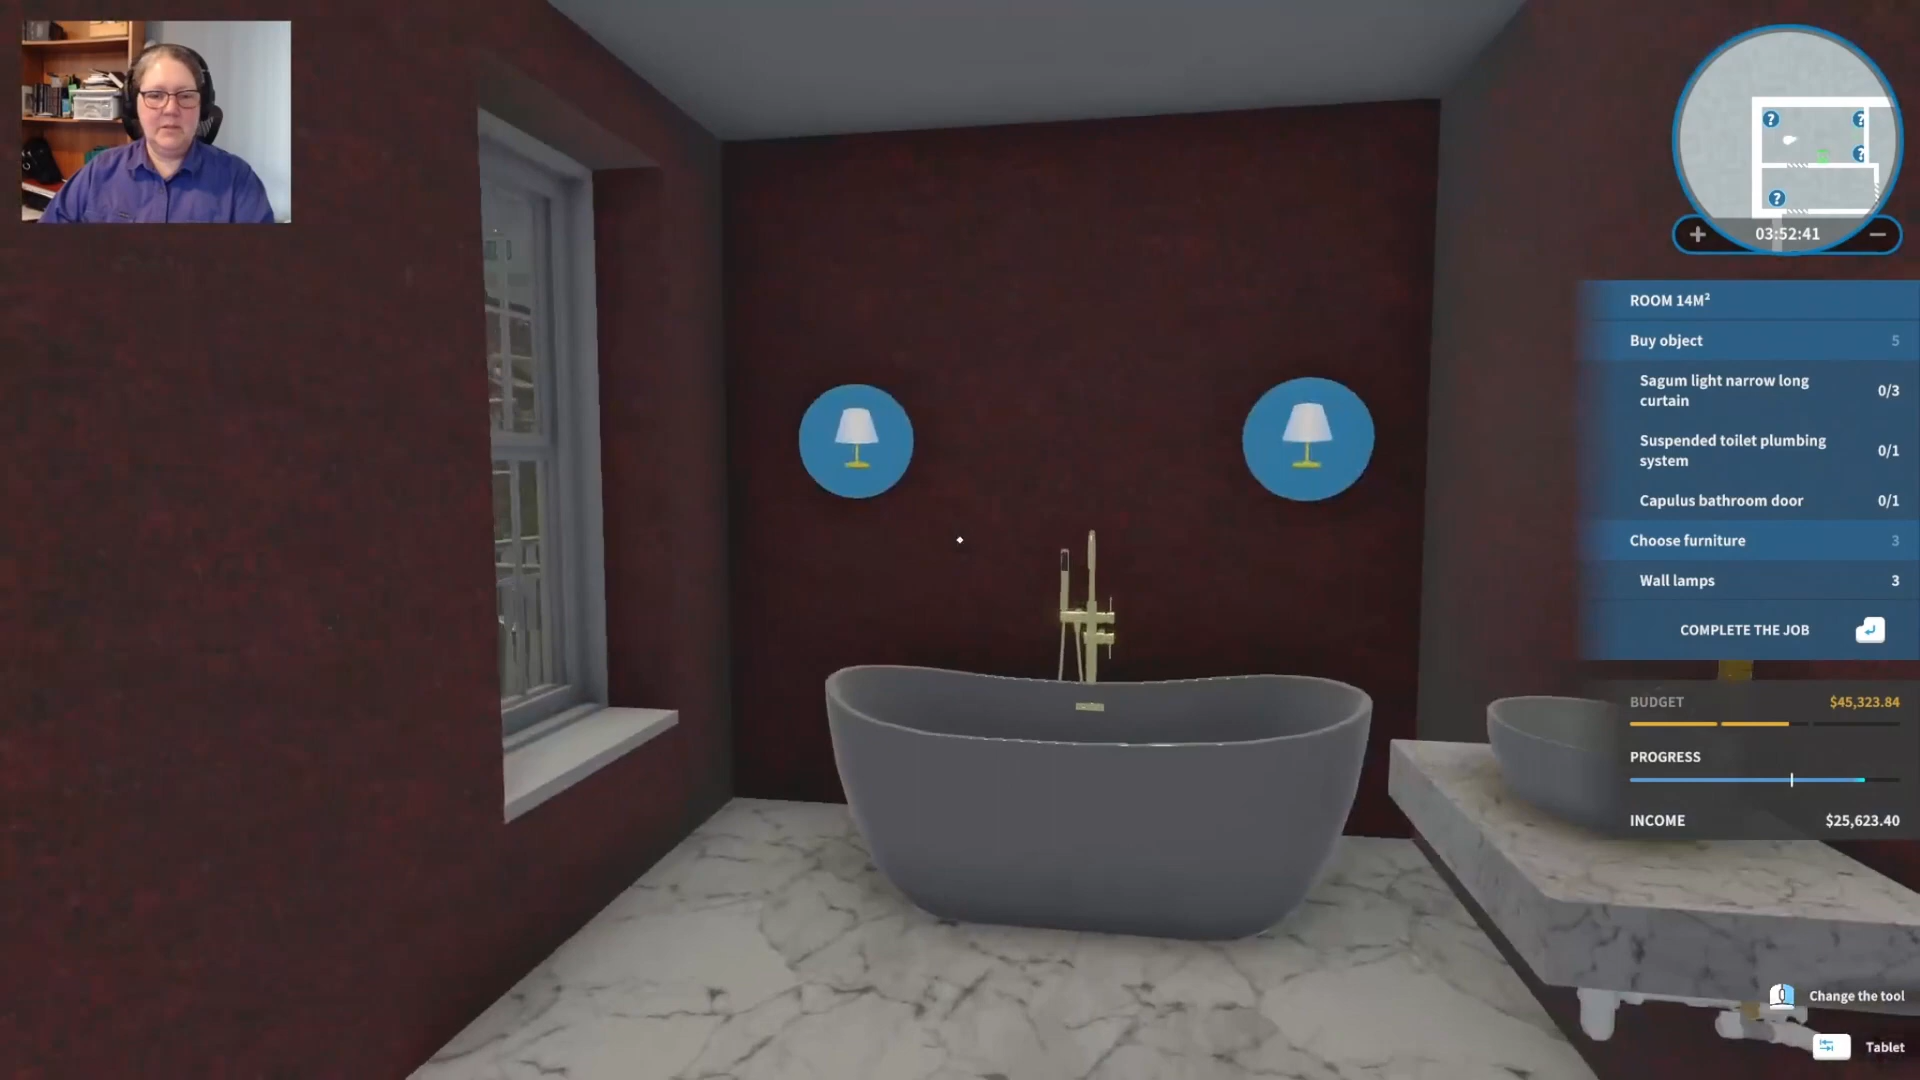 ?
?
?
?
+ 03:52:41 −
ROOM 14M²
Buy object 5
Sagum light narrow long
curtain 0/3
Suspended toilet plumbing
system 0/1
Capulus bathroom door 0/1
Choose furniture 3
Wall lamps 3
COMPLETE THE JOB
BUDGET $45,323.84
PROGRESS
INCOME $25,623.40
Change the tool
Tablet